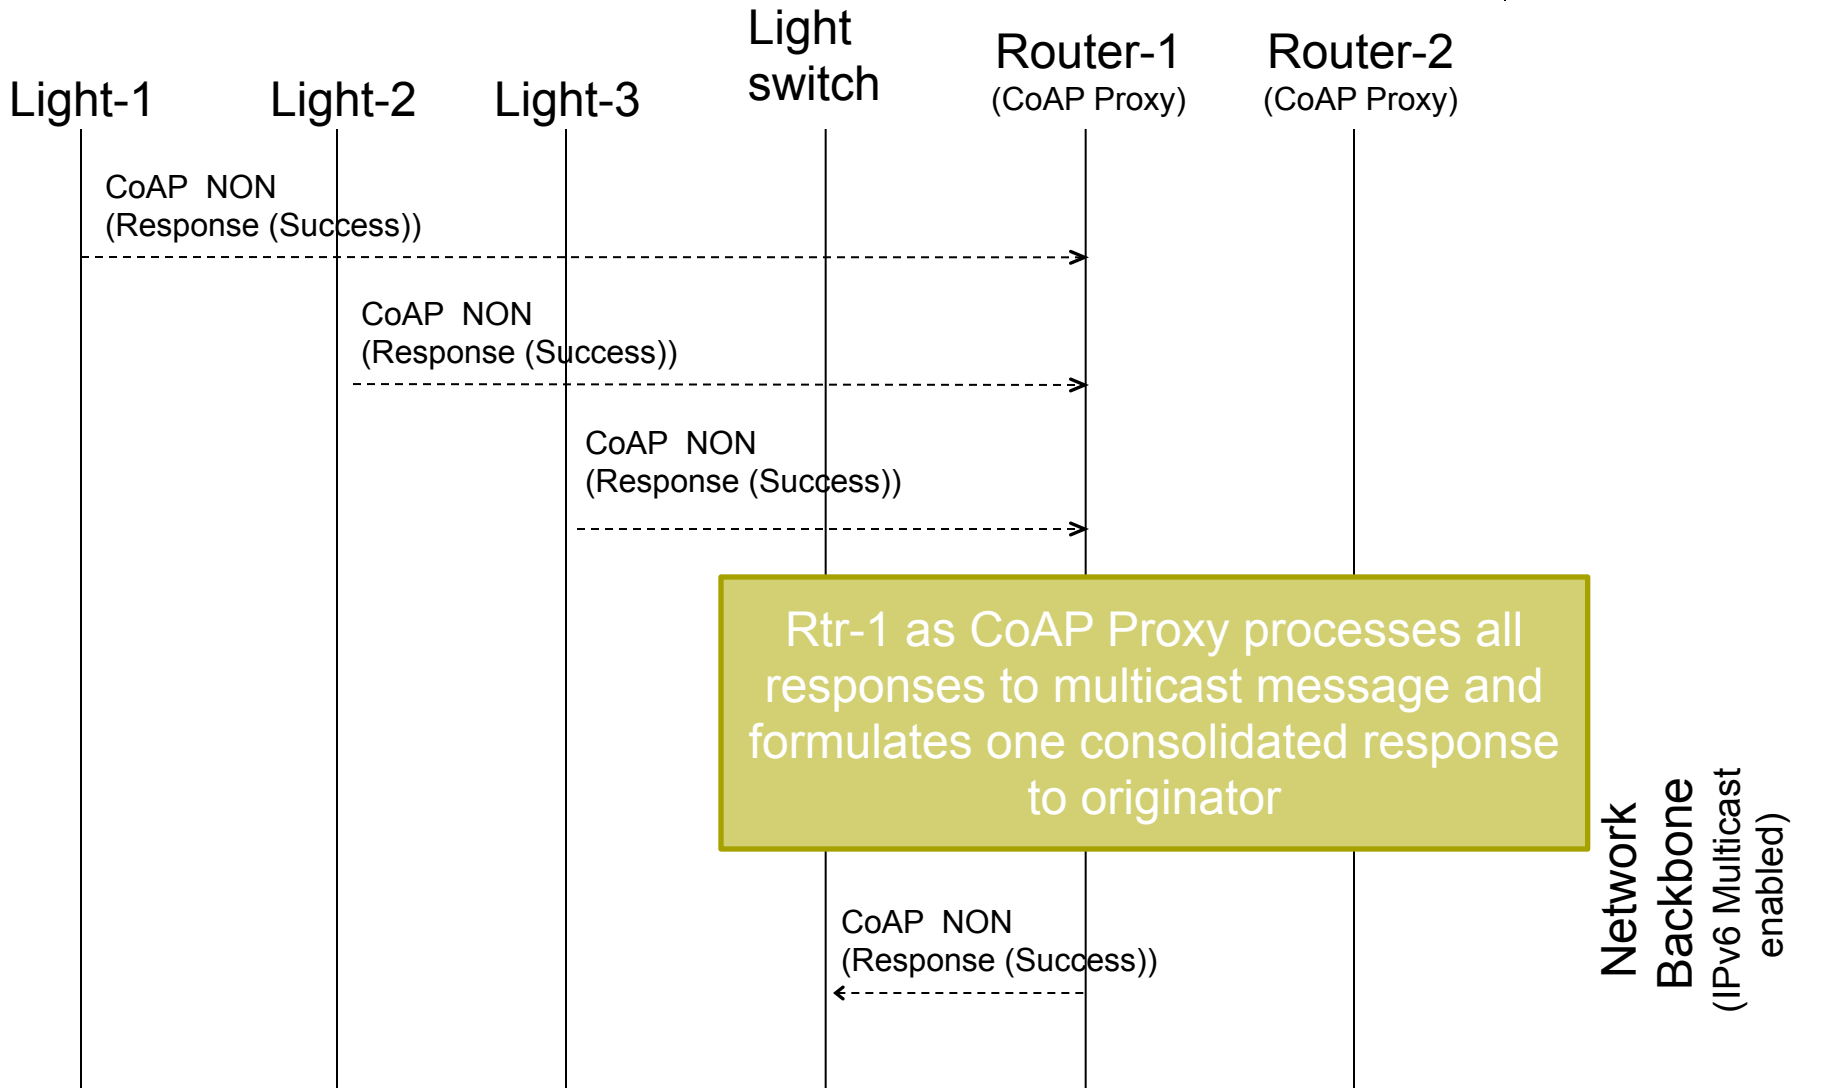 Light
switch
Router-1
(CoAP Proxy)
Router-2
(CoAP Proxy)
Light-1
Light-2
Light-3
CoAP  NON
(Response (Success))
CoAP  NON
(Response (Success))
CoAP  NON
(Response (Success))
Rtr-1 as CoAP Proxy processes all
responses to multicast message and
formulates one consolidated response
to originator
Network
Backbone
(IPv6 Multicast
enabled)
CoAP  NON
(Response (Success))